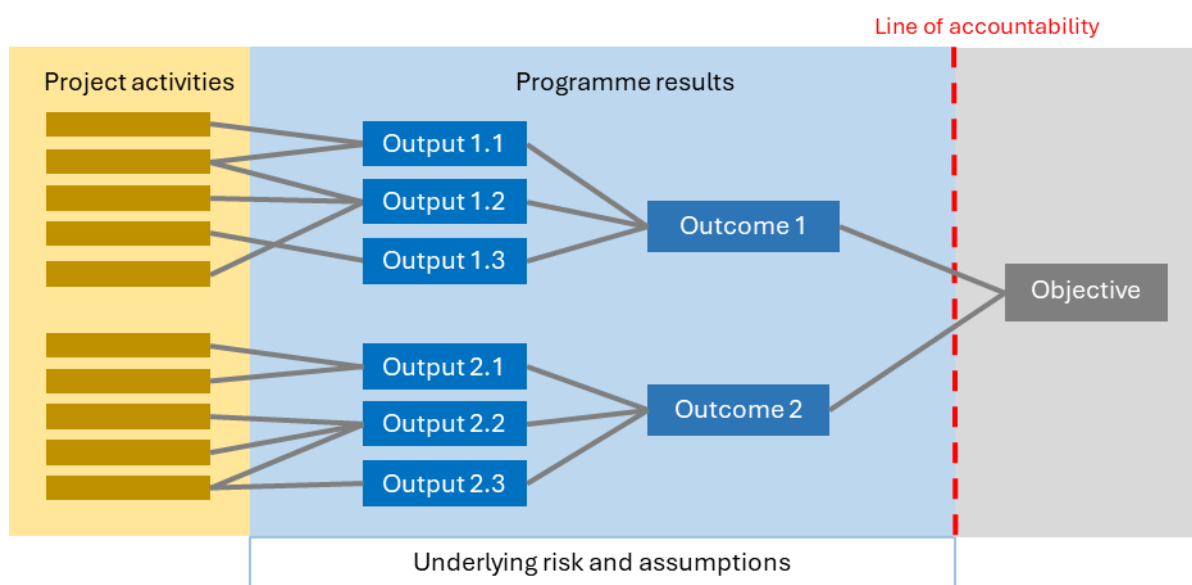 Line of accountability
Project activities
Programme results
Output 1.1
Output 1.2
Output 1.3
Outcome 1
Objective
Output 2.1
Output 2.2
Output 2.3
Outcome 2
Underlying risk and assumptions